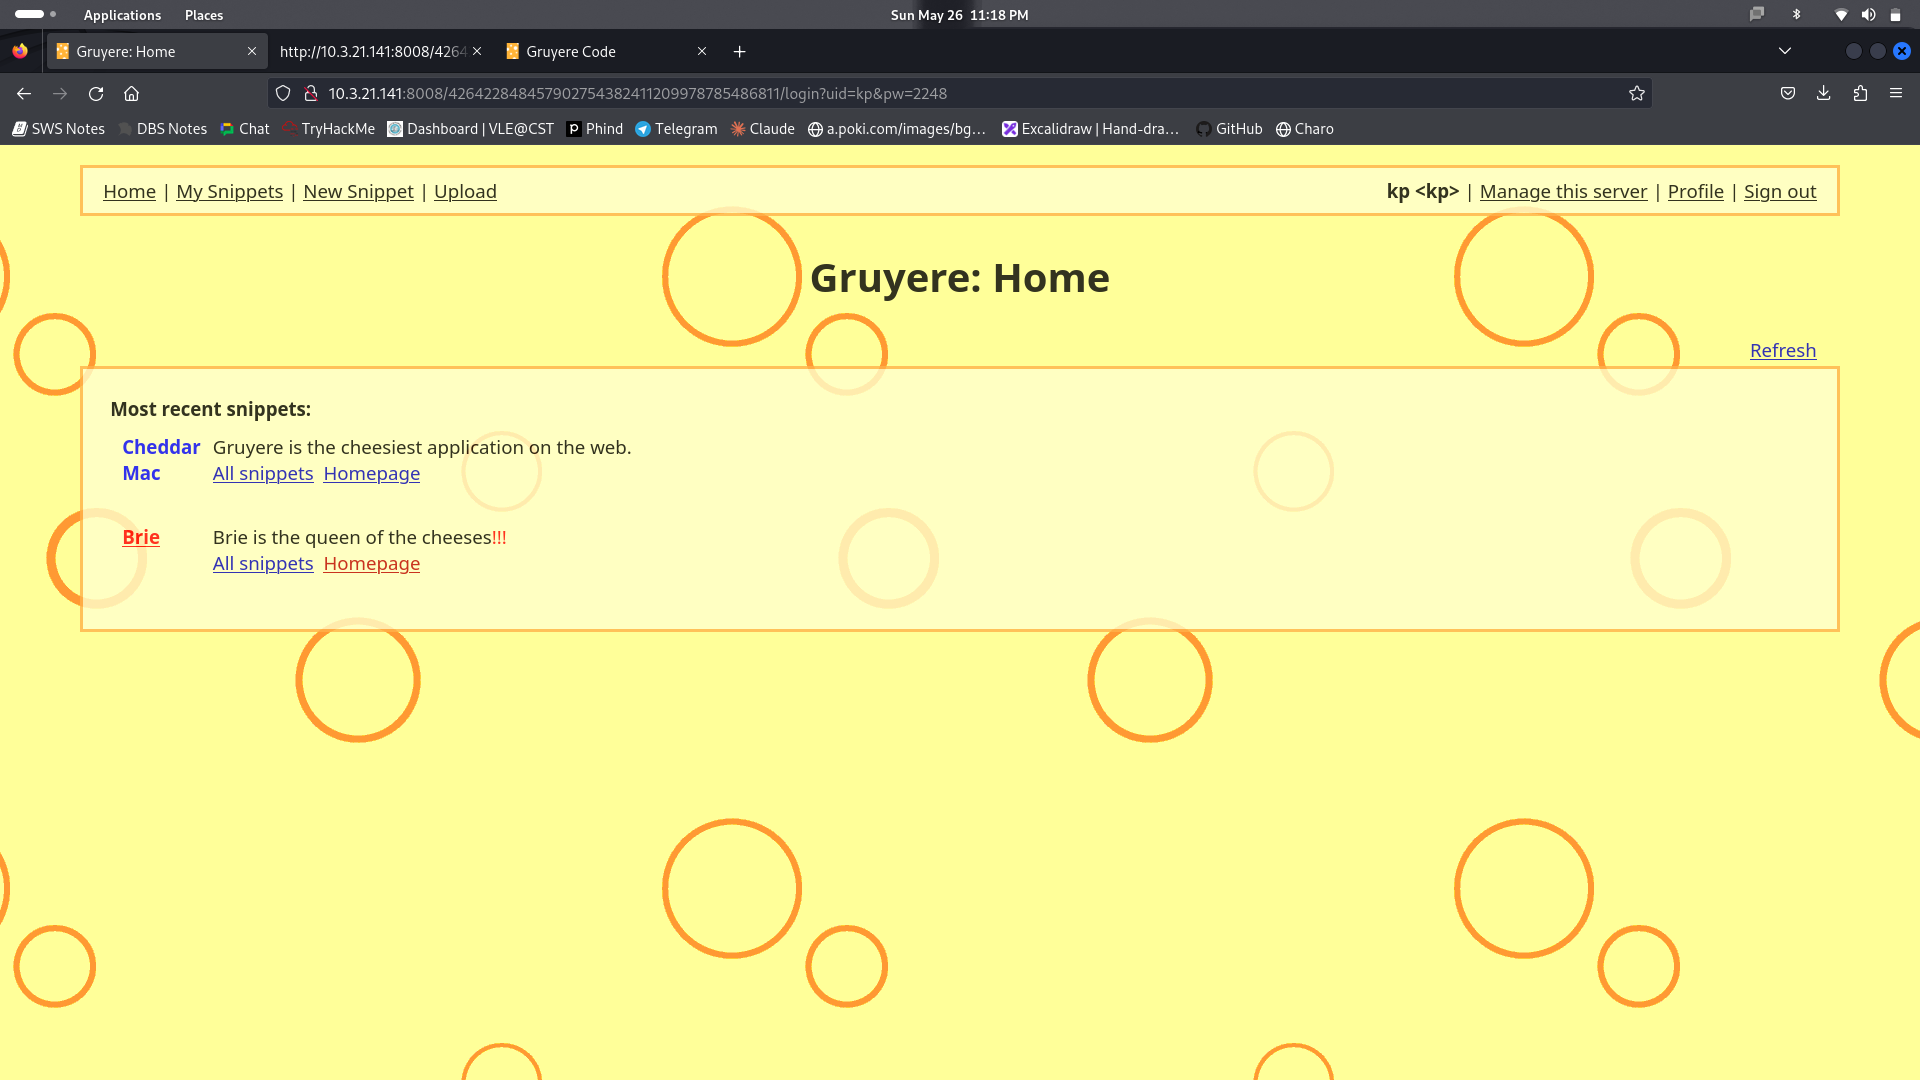 Applications Places Sun May 26 11:18 PM
Gruyere: Home http://10.3.21.141:8008/4264 Gruyere Code
10.3.21.141:8008/426422848457902754382411209978785486811/login?uid=kp&pw=2248
SWS Notes DBS Notes Chat TryHackMe Dashboard | VLE@CST Phind Telegram Claude a.poki.com/images/bg… Excalidraw | Hand-dra… GitHub Charo
Home | My Snippets | New Snippet | Upload kp <kp> | Manage this server | Profile | Sign out
Gruyere: Home
Refresh
Most recent snippets:
Cheddar Gruyere is the cheesiest application on the web.
Mac All snippets Homepage
Brie Brie is the queen of the cheeses!!!
All snippets Homepage